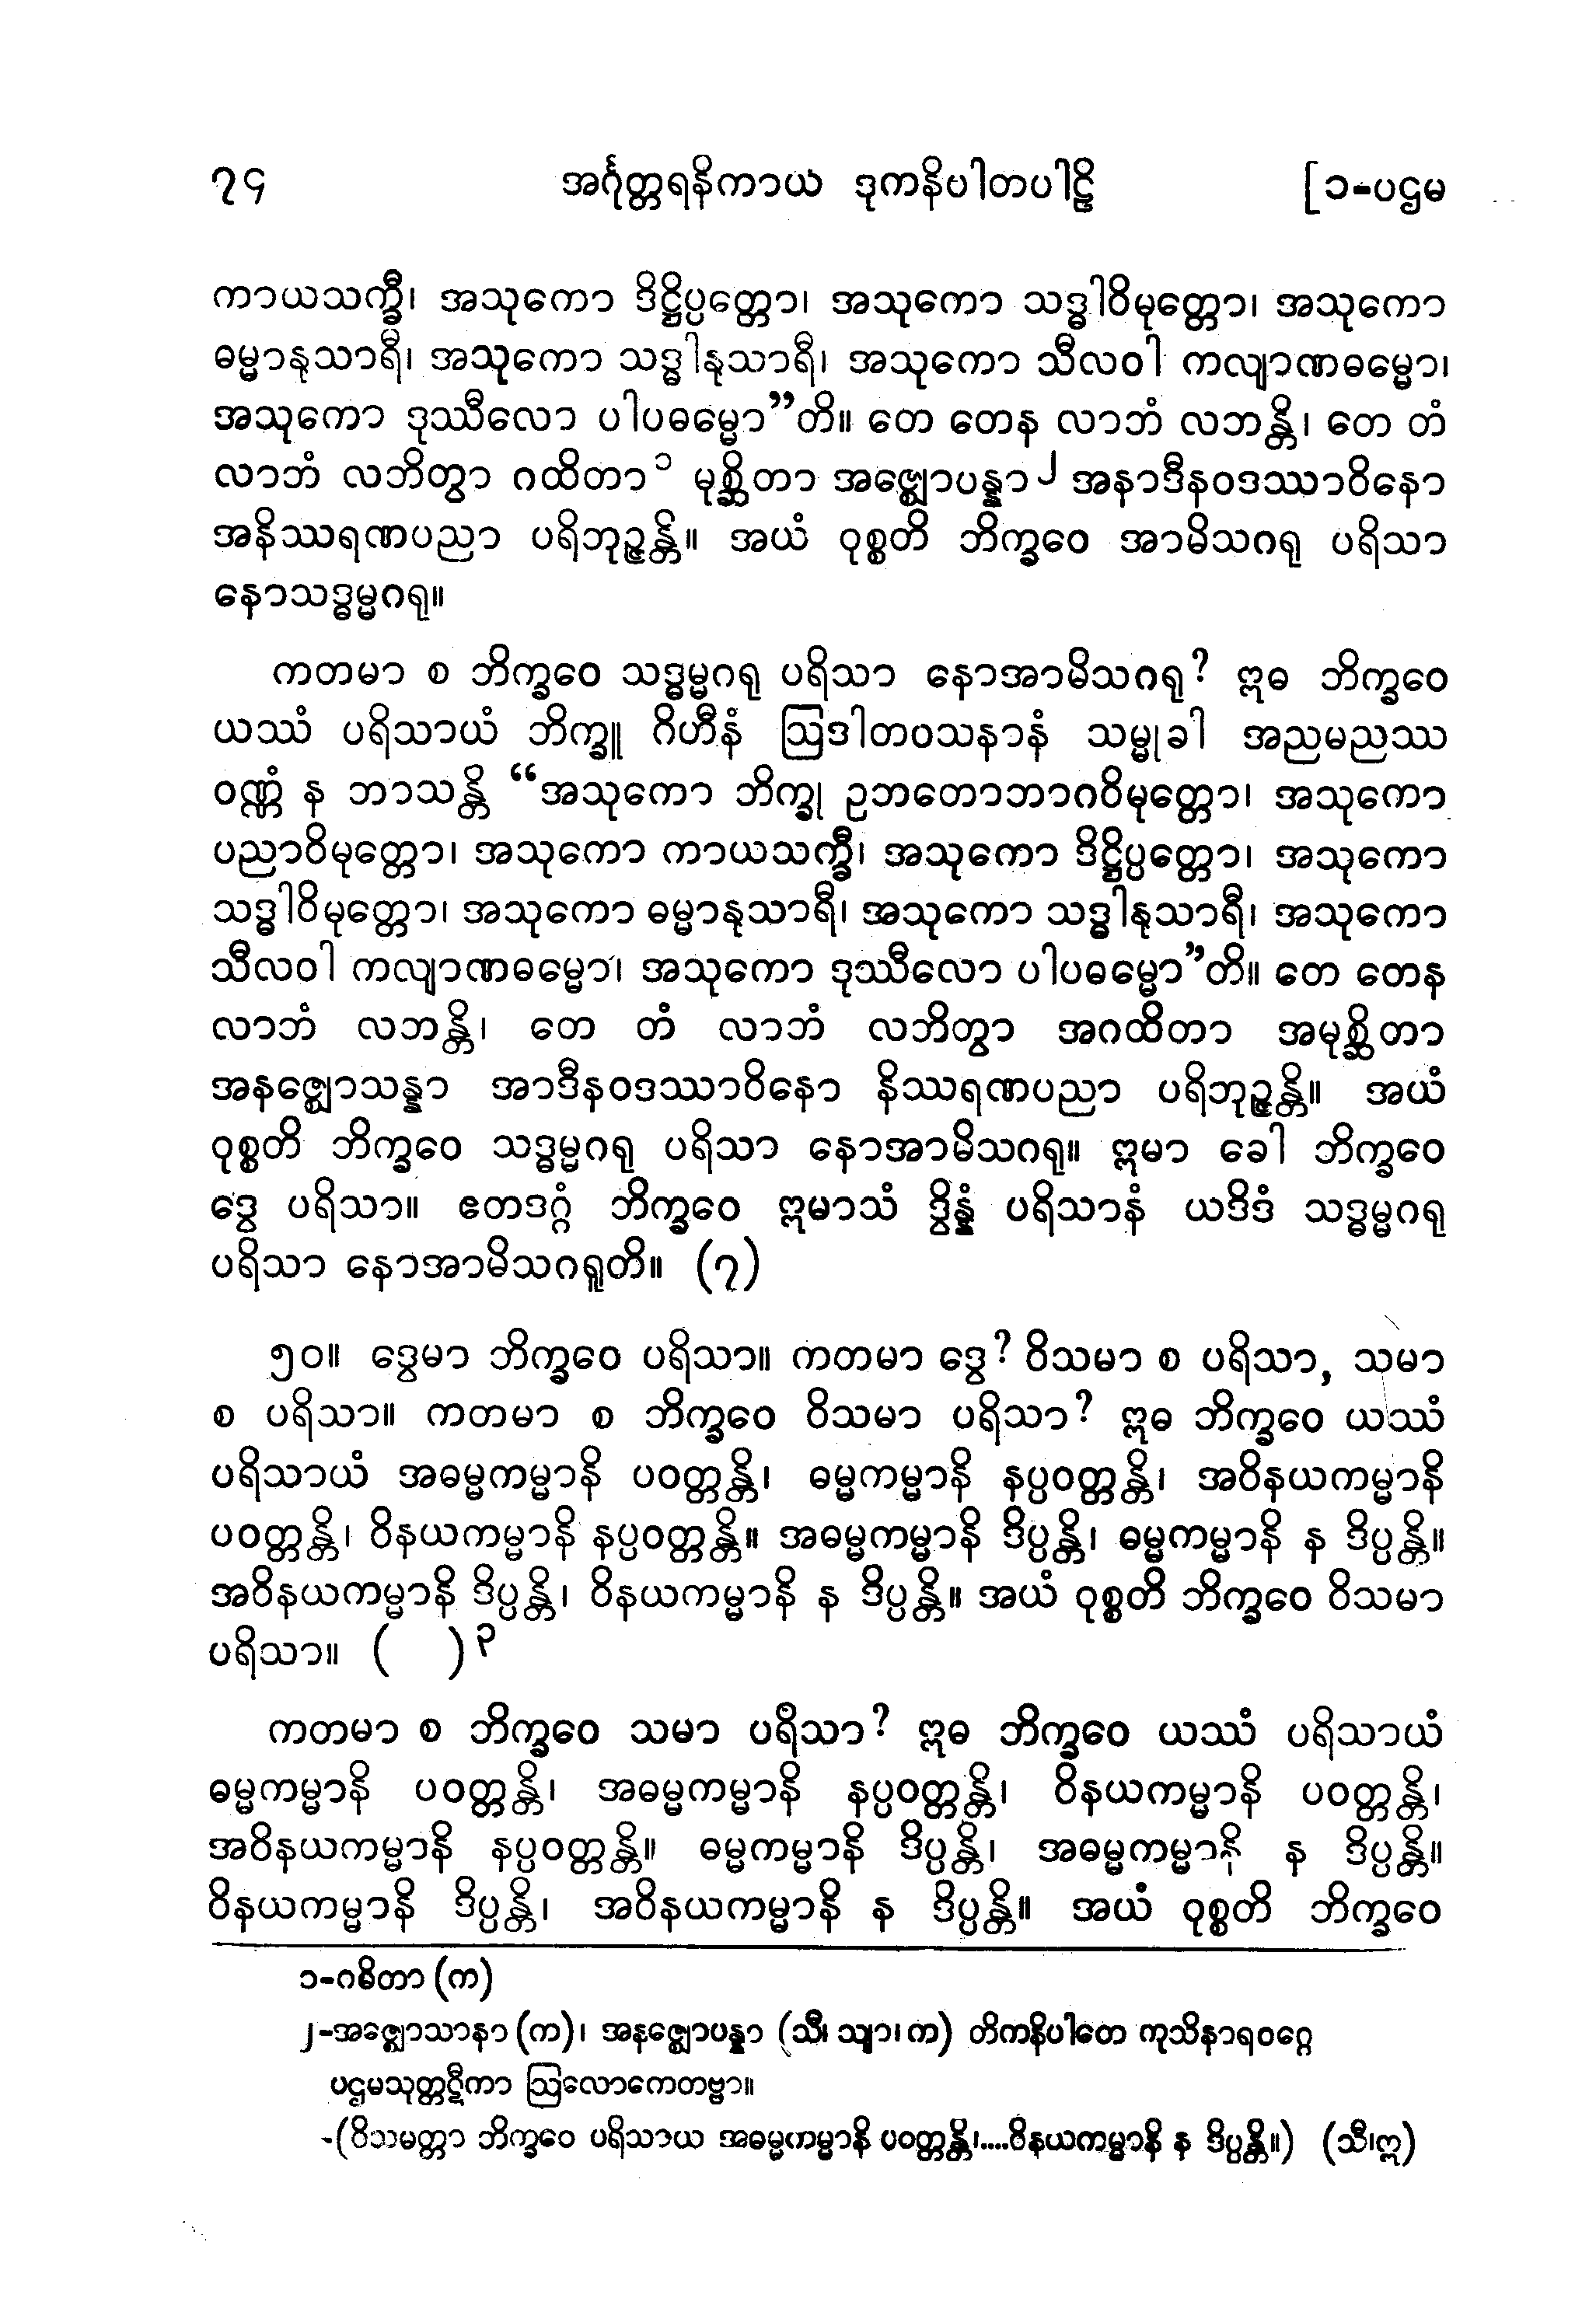 ၇၄ အင်္ဂုတ္တရနိကာယ ဒုကနိပါတပါဠိ [၁-ပဌမ
ကာယသက္ခီ၊ အသုကော ဒိဋ္ဌိပ္ပတ္တော၊ အသုကော သဒ္ဓါဝိမုတ္တော၊ အသုကော
ဓမ္မာနုသာရီ၊ အသုကော သဒ္ဓါနုသာရီ၊ အသုကော သီလဝါ ကလျာဏဓမ္မော၊
အသုကော ဒုဿီလော ပါပဓမ္မော”တိ။ တေ တေန လာဘံ လဘန္တိ၊ တေ တံ
လာဘံ လဘိတွာ ဂထိတာ ၁ မုစ္ဆိတာ အဇ္ဈောပန္နာ ၂ အနာဒီနဝဒဿာဝိနော
အနိဿရဏပညာ ပရိဘုဉ္ဇန္တိ။ အယံ ဝုစ္စတိ ဘိက္ခဝေ အာမိသဂရု ပရိသာ
နောသဒ္ဓမ္မဂရု။
ကတမာ စ ဘိက္ခဝေ သဒ္ဓမ္မဂရု ပရိသာ နောအာမိသဂရု? ဣဓ ဘိက္ခဝေ
ယဿံ ပရိသာယံ ဘိက္ခူ ဂိဟီနံ ဩဒါတဝသနာနံ သမ္မုခါ အညမညဿ
ဝဏ္ဏံ န ဘာသန္တိ “အသုကော ဘိက္ခု ဥဘတောဘာဂဝိမုတ္တော၊ အသုကော
ပညာဝိမုတ္တော၊ အသုကော ကာယသက္ခီ၊ အသုကော ဒိဋ္ဌိပ္ပတ္တော၊ အသုကော
သဒ္ဓါဝိမုတ္တော၊ အသုကော ဓမ္မာနုသာရီ၊ အသုကော သဒ္ဓါနုသာရီ၊ အသုကော
သီလဝါ ကလျာဏဓမ္မော၊ အသုကော ဒုဿီလော ပါပဓမ္မော”တိ။ တေ တေန
လာဘံ လဘန္တိ၊ တေ တံ လာဘံ လဘိတွာ အဂထိတာ အမုစ္ဆိတာ
အနဇ္ဈောသန္နာ အာဒီနဝဒဿာဝိနော နိဿရဏပညာ ပရိဘုဉ္ဇန္တိ။ အယံ
ဝုစ္စတိ ဘိက္ခဝေ သဒ္ဓမ္မဂရု ပရိသာ နောအာမိသဂရု။ ဣမာ ခေါ ဘိက္ခဝေ
ဒွေ ပရိသာ။ ဧတဒဂ္ဂံ ဘိက္ခဝေ ဣမာသံ ဒွိန္နံ ပရိသာနံ ယဒိဒံ သဒ္ဓမ္မဂရု
ပရိသာ နောအာမိသဂရူတိ။ (၇)
၅၀။ ဒွေမာ ဘိက္ခဝေ ပရိသာ။ ကတမာ ဒွေ? ဝိသမာ စ ပရိသာ, သမာ
စ ပရိသာ။ ကတမာ စ ဘိက္ခဝေ ဝိသမာ ပရိသာ? ဣဓ ဘိက္ခဝေ ယဿံ
ပရိသာယံ အဓမ္မကမ္မာနိ ပဝတ္တန္တိ၊ ဓမ္မကမ္မာနိ နပ္ပဝတ္တန္တိ၊ အဝိနယကမ္မာနိ
ပဝတ္တန္တိ၊ ဝိနယကမ္မာနိ နပ္ပဝတ္တန္တိ။ အဓမ္မကမ္မာနိ ဒိပ္ပန္တိ၊ ဓမ္မကမ္မာနိ န ဒိပ္ပန္တိ။
အဝိနယကမ္မာနိ ဒိပ္ပန္တိ၊ ဝိနယကမ္မာနိ န ဒိပ္ပန္တိ။ အယံ ဝုစ္စတိ ဘိက္ခဝေ ဝိသမာ
ပရိသာ။ ( ) ၃
ကတမာ စ ဘိက္ခဝေ သမာ ပရိသာ? ဣဓ ဘိက္ခဝေ ယဿံ ပရိသာယံ
ဓမ္မကမ္မာနိ ပဝတ္တန္တိ၊ အဓမ္မကမ္မာနိ နပ္ပဝတ္တန္တိ၊ ဝိနယကမ္မာနိ ပဝတ္တန္တိ၊
အဝိနယကမ္မာနိ နပ္ပဝတ္တန္တိ။ ဓမ္မကမ္မာနိ ဒိပ္ပန္တိ၊ အဓမ္မကမ္မာနိ န ဒိပ္ပန္တိ။
ဝိနယကမ္မာနိ ဒိပ္ပန္တိ၊ အဝိနယကမ္မာနိ န ဒိပ္ပန္တိ။ အယံ ဝုစ္စတိ ဘိက္ခဝေ
၁-ဂဓိတာ (က)
၂-အဇ္ဈောသာနာ (က)၊ အနဇ္ဈောပန္နာ (သီ၊ သျာ၊ က) တိကနိပါတေ ကုသိနာရဝဂ္ဂေ
ပဌမသုတ္တဋီကာ ဩလောကေတဗ္ဗာ။
-(ဝိသမတ္တာ ဘိက္ခဝေ ပရိသာယ အဓမ္မကမ္မာနိ ပဝတ္တန္တိ၊....ဝိနယကမ္မာနိ န ဒိပ္ပန္တိ။) (သီ၊ဣ)